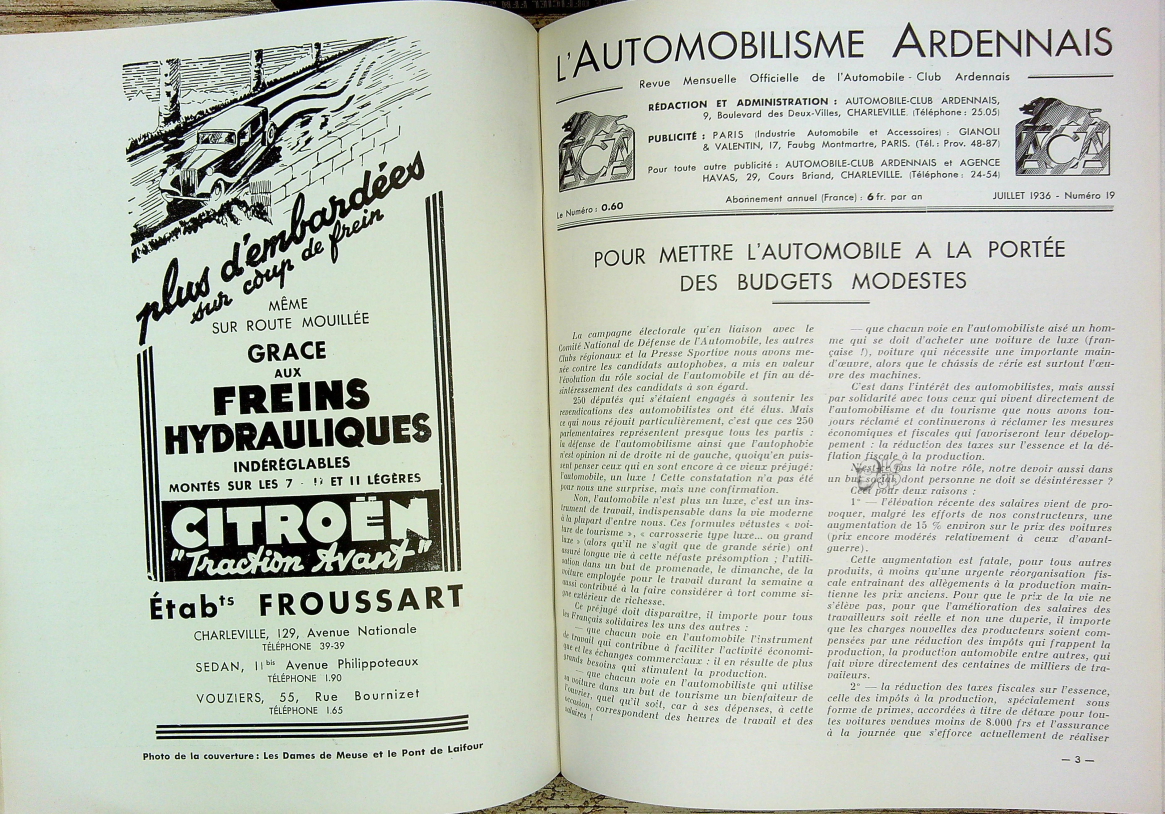 plus d'embardées
sur coup de frein
MÊME
SUR ROUTE MOUILLÉE
GRACE
AUX
FREINS
HYDRAULIQUES
INDÉRÉGLABLES
MONTÉS SUR LES 7 - ET 11 LÉGÈRES
CITROËN
"Traction Avant"
Étabts FROUSSART
CHARLEVILLE, 129, Avenue Nationale
TÉLÉPHONE 39-39
SEDAN, 11bis Avenue Philippoteaux
TÉLÉPHONE 1.90
VOUZIERS, 55, Rue Bournizet
TÉLÉPHONE 1.65
Photo de la couverture : Les Dames de Meuse et le Pont de Laifour
L'AUTOMOBILISME ARDENNAIS
Revue Mensuelle Officielle de l'Automobile - Club Ardennais
ACA
RÉDACTION ET ADMINISTRATION : AUTOMOBILE-CLUB ARDENNAIS,
9, Boulevard des Deux-Villes, CHARLEVILLE. (Téléphone : 25.05)
PUBLICITÉ : PARIS (Industrie Automobile et Accessoires) : GIANOLI
& VALENTIN, 17, Faubg Montmartre, PARIS. (Tél. : Prov. 48-87)
Pour toute autre publicité : AUTOMOBILE-CLUB ARDENNAIS et AGENCE
HAVAS, 29, Cours Briand, CHARLEVILLE. (Téléphone : 24-54)
ACA
Le Numéro : 0.60
Abonnement annuel (France) : 6 fr. par an
JUILLET 1936 - Numéro 19
POUR METTRE L'AUTOMOBILE A LA PORTÉE
DES BUDGETS MODESTES
La campagne électorale qu'en liaison avec le
Comité National de Défense de l'Automobile, les autres
Clubs régionaux et la Presse Sportive nous avons me-
née contre les candidats autophobes, a mis en valeur
l'évolution du rôle social de l'automobile et fin au dé-
sintéressement des candidats à son égard.
250 députés qui s'étaient engagés à soutenir les
revendications des automobilistes ont été élus. Mais
ce qui nous réjouit particulièrement, c'est que ces 250
parlementaires représentent presque tous les partis :
la défense de l'automobilisme ainsi que l'autophobie
n'est opinion ni de droite ni de gauche, quoiqu'en puis-
sent penser ceux qui en sont encore à ce vieux préjugé:
l'automobile, un luxe ! Cette constatation n'a pas été
pour nous une surprise, mais une confirmation.
Non, l'automobile n'est plus un luxe, c'est un ins-
trument de travail, indispensable dans la vie moderne
à la plupart d'entre nous. Ces formules vétustes « voi-
ture de tourisme », « carrosserie type luxe... ou grand
luxe » (alors qu'il ne s'agit que de grande série) ont
assuré longue vie à cette néfaste présomption ; l'utili-
sation dans un but de promenade, le dimanche, de la
voiture employée pour le travail durant la semaine a
aussi contribué à la faire considérer à tort comme si-
gne extérieur de richesse.
Ce préjugé doit disparaître, il importe pour tous
les Français solidaires les uns des autres :
— que chacun voie en l'automobile l'instrument
de travail qui contribue à faciliter l'activité économi-
que et les échanges commerciaux : il en résulte de plus
grands besoins qui stimulent la production.
— que chacun voie en l'automobiliste qui utilise
sa voiture dans un but de tourisme un bienfaiteur de
l'ouvrier, quel qu'il soit, car à ses dépenses, à cette
occasion, correspondent des heures de travail et des
salaires !
— que chacun voie en l'automobiliste aisé un hom-
me qui se doit d'acheter une voiture de luxe (fran-
çaise !), voiture qui nécessite une importante main-
d'œuvre, alors que le châssis de série est surtout l'œu-
vre des machines.
C'est dans l'intérêt des automobilistes, mais aussi
par solidarité avec tous ceux qui vivent directement de
l'automobilisme et du tourisme que nous avons tou-
jours réclamé et continuerons à réclamer les mesures
économiques et fiscales qui favoriseront leur dévelop-
pement : la réduction des taxes sur l'essence et la dé-
flation fiscale à la production.
N'est-ce pas là notre rôle, notre devoir aussi dans
un but social dont personne ne doit se désintéresser ?
Ceci pour deux raisons :
1° — l'élévation récente des salaires vient de pro-
voquer, malgré les efforts de nos constructeurs, une
augmentation de 15 % environ sur le prix des voitures
(prix encore modérés relativement à ceux d'avant-
guerre).
Cette augmentation est fatale, pour tous autres
produits, à moins qu'une urgente réorganisation fis-
cale entraînant des allègements à la production main-
tienne les prix anciens. Pour que le prix de la vie ne
s'élève pas, pour que l'amélioration des salaires des
travailleurs soit réelle et non une duperie, il importe
que les charges nouvelles des producteurs soient com-
pensées par une réduction des impôts qui frappent la
production, la production automobile entre autres, qui
fait vivre directement des centaines de milliers de tra-
vailleurs.
2° — la réduction des taxes fiscales sur l'essence,
celle des impôts à la production, spécialement sous
forme de primes, accordées à titre de détaxe pour tou-
tes voitures vendues moins de 8.000 frs et l'assurance
à la journée que s'efforce actuellement de réaliser
— 3 —